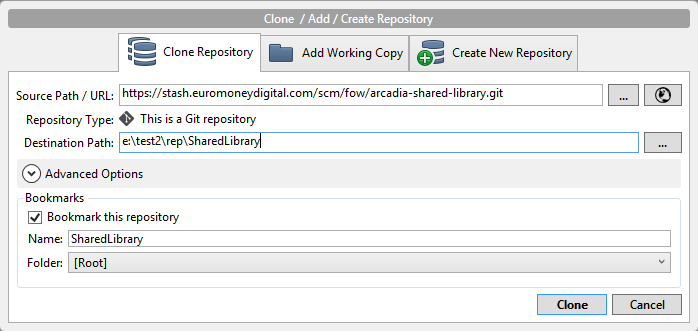 Clone / Add / Create Repository
Clone Repository
Add Working Copy
Create New Repository
Source Path / URL: https://stash.euromoneydigital.com/scm/fow/arcadia-shared-library.git ...
Repository Type: This is a Git repository
Destination Path: e:\test2\rep\SharedLibrary ...
Advanced Options
Bookmarks
Bookmark this repository
Name: SharedLibrary
Folder: [Root]
Clone Cancel